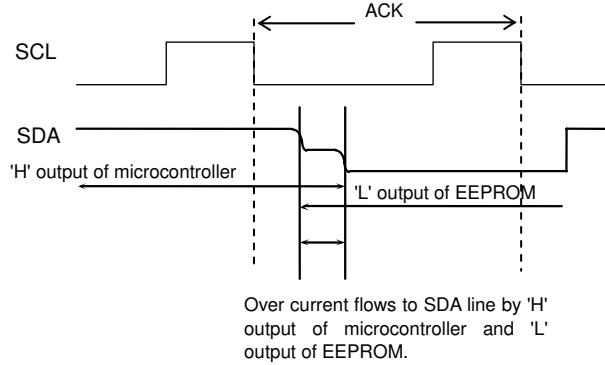 ACK
SCL
SDA
'H' output of microcontroller
'L' output of EEPROM
Over current flows to SDA line by 'H'
output of microcontroller and 'L'
output of EEPROM.